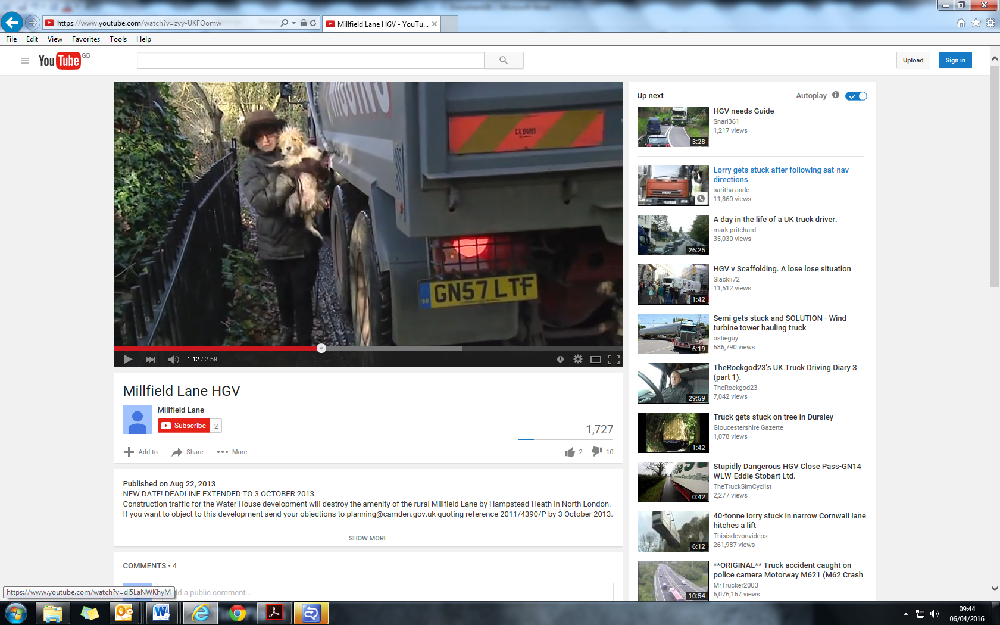 https://www.youtube.com/watch?v=zyy-UKFOomw
Millfield Lane HGV - YouTu...
File Edit View Favorites Tools Help
YouTube GB
Upload
Sign in
C.V. SPARES
GN57 LTF
GB
1:12 / 2:59
Millfield Lane HGV
Millfield Lane
Subscribe 2
1,727
Add to Share More
2 10
Published on Aug 22, 2013
NEW DATE! DEADLINE EXTENDED TO 3 OCTOBER 2013
Construction traffic for the Water House development will destroy the amenity of the rural Millfield Lane by Hampstead Heath in North London.
If you want to object to this development send your objections to planning@camden.gov.uk quoting reference 2011/4390/P by 3 October 2013.
SHOW MORE
COMMENTS • 4
d a public comment...
https://www.youtube.com/watch?v=dI5LaNWKhyM
Up next
Autoplay
HGV needs Guide
Snarl361
1,217 views
3:28
Lorry gets stuck after following sat-nav
directions
saritha ande
11,860 views
A day in the life of a UK truck driver.
mark pritchard
35,030 views
26:25
HGV v Scaffolding. A lose lose situation
Slackii72
11,512 views
1:42
Semi gets stuck and SOLUTION - Wind
turbine tower hauling truck
ostieguy
586,790 views
6:19
TheRockgod23's UK Truck Driving Diary 3
(part 1).
TheRockgod23
7,042 views
29:59
Truck gets stuck on tree in Dursley
Gloucestershire Gazette
1,078 views
1:42
Stupidly Dangerous HGV Close Pass-GN14
WLW-Eddie Stobart Ltd.
TheTruckSimCyclist
2,277 views
0:42
40-tonne lorry stuck in narrow Cornwall lane
hitches a lift
Thisisdevonvideos
261,987 views
6:12
**ORIGINAL** Truck accident caught on
police camera Motorway M621 (M62 Crash
MrTrucker2003
6,076,167 views
10:54
09:44
06/04/2016